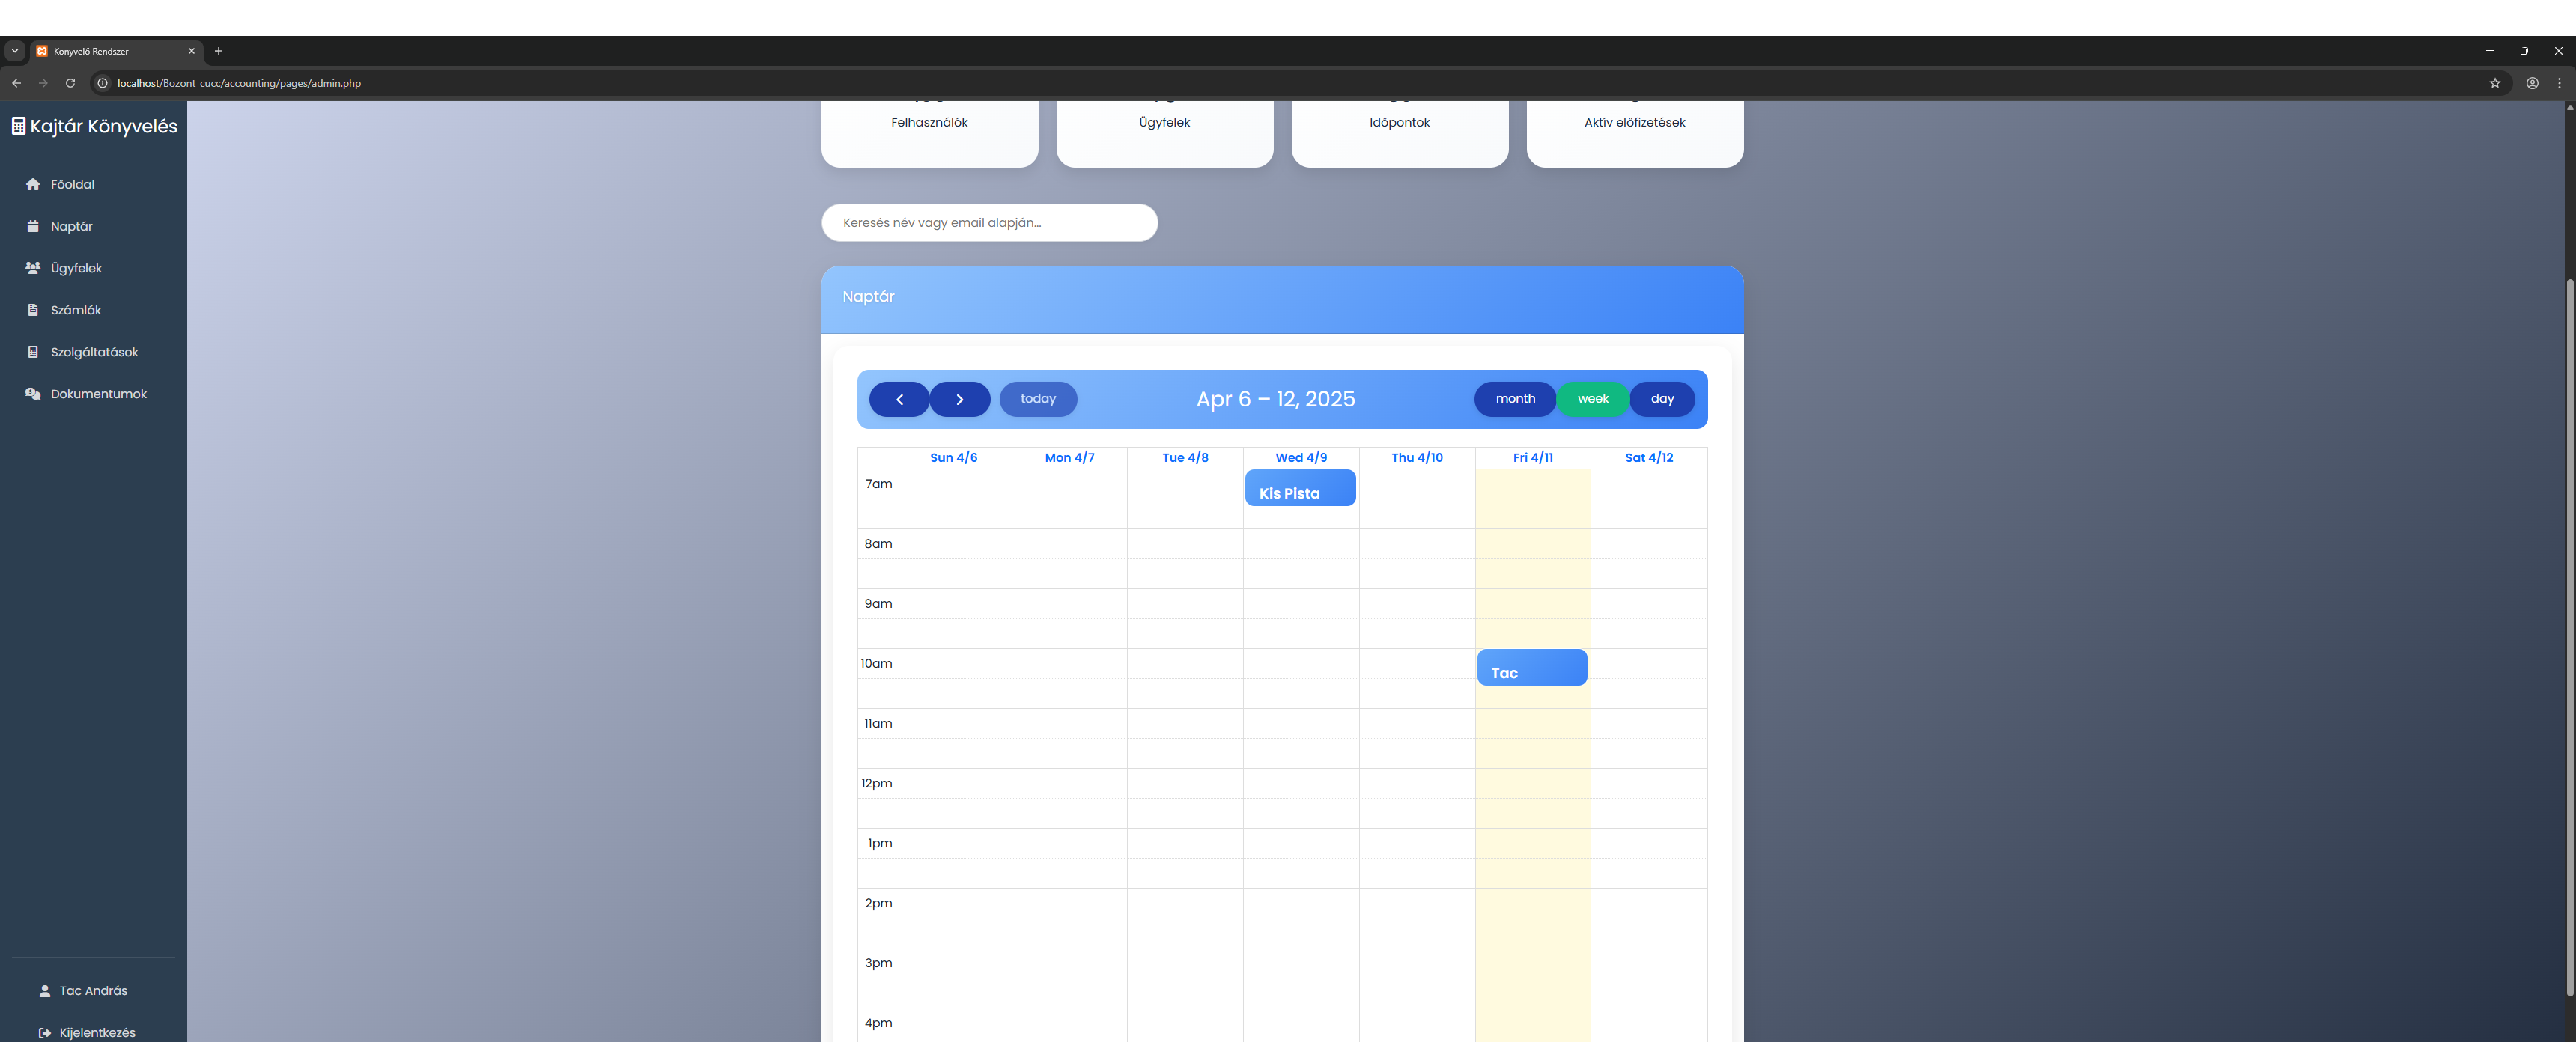 Könyvelő Rendszer
localhost/Bozont_cucc/accounting/pages/admin.php
Kajtár Könyvelés
Főoldal
Naptár
Ügyfelek
Számlák
Szolgáltatások
Dokumentumok
Tac András
Kijelentkezés
Felhasználók
Ügyfelek
Időpontok
Aktív előfizetések
Keresés név vagy email alapján...
Naptár
today
Apr 6 – 12, 2025
month
week
day
Sun 4/6
Mon 4/7
Tue 4/8
Wed 4/9
Thu 4/10
Fri 4/11
Sat 4/12
7am
Kis Pista
8am
9am
10am
Tac
11am
12pm
1pm
2pm
3pm
4pm